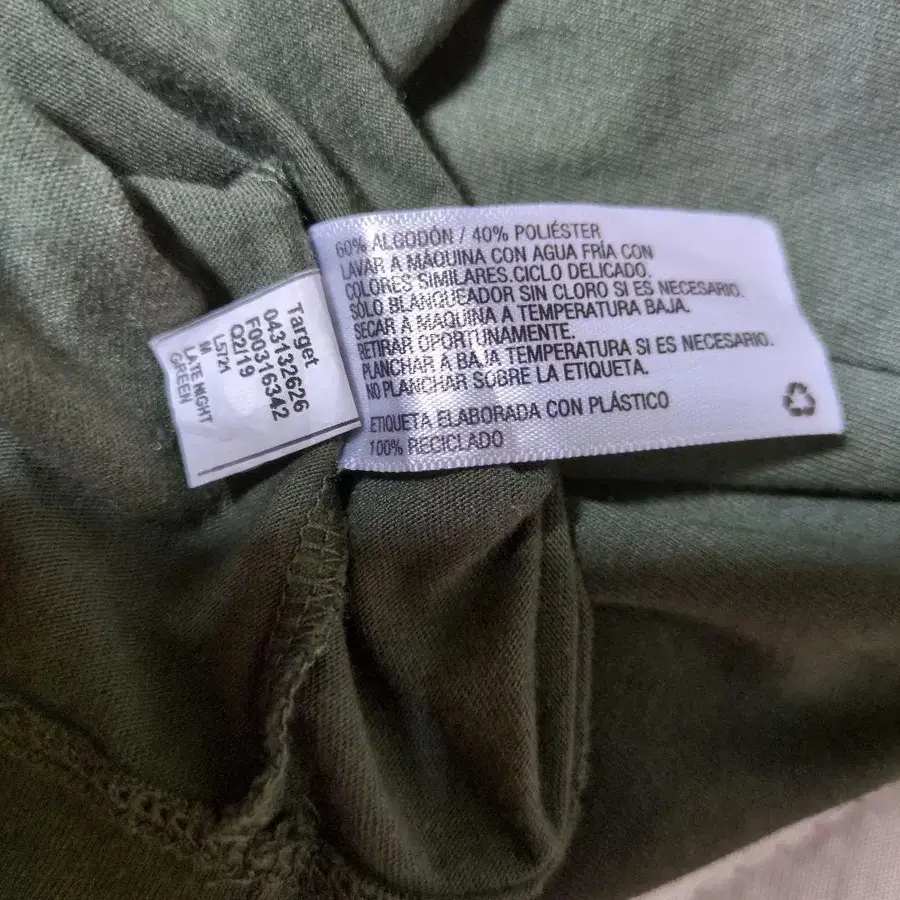 60% ALGODÓN / 40% POLIÉSTER
LAVAR A MÁQUINA CON AGUA FRÍA CON
COLORES SIMILARES.CICLO DELICADO.
SÓLO BLANQUEADOR SIN CLORO SI ES NECESARIO.
SECAR A MÁQUINA A TEMPERATURA BAJA.
RETIRAR OPORTUNAMENTE.
PLANCHAR A BAJA TEMPERATURA SI ES NECESARIO.
NO PLANCHAR SOBRE LA ETIQUETA.
ETIQUETA ELABORADA CON PLÁSTICO
100% RECICLADO
Target
043132626
F00316342
Q2/19
L5721
M
LATE NIGHT
GREEN